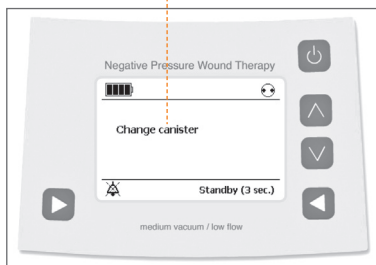 Negative Pressure Wound Therapy
Change canister
Standby (3 sec.)
medium vacuum / low flow